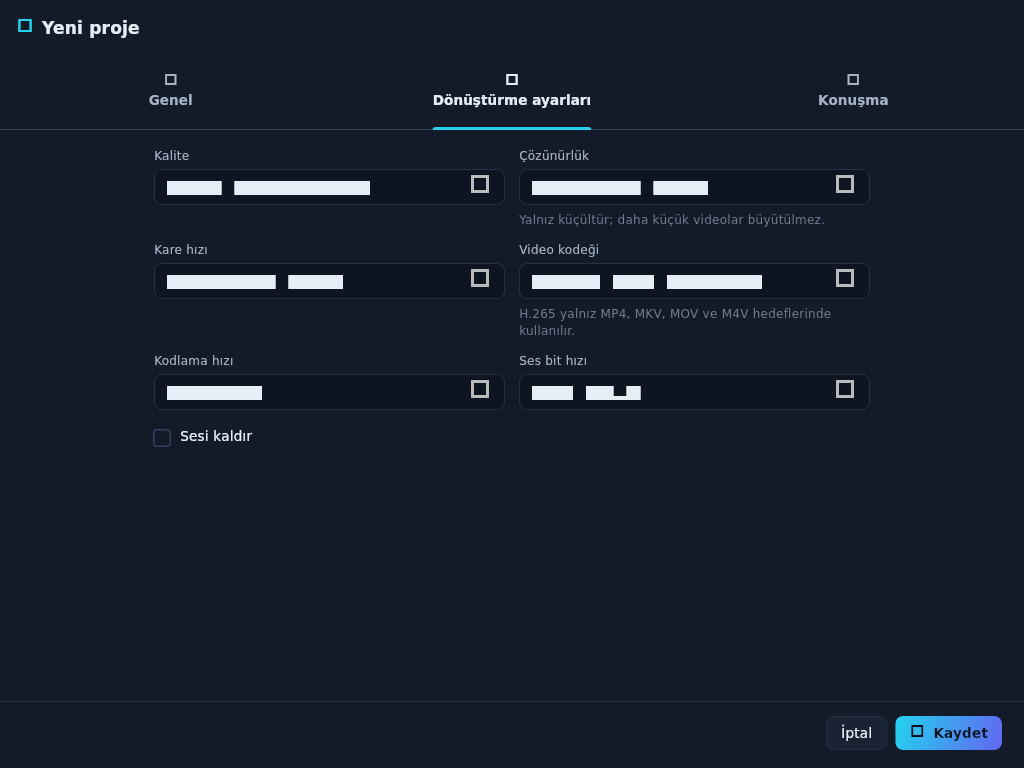 Yeni proje
Genel
Dönüştürme ayarları
Konuşma
Kalite
Çözünürlük
Yalnız küçültür; daha küçük videolar büyütülmez.
Kare hızı
Video kodeği
H.265 yalnız MP4, MKV, MOV ve M4V hedeflerinde
kullanılır.
Kodlama hızı
Ses bit hızı
Sesi kaldır
İptal
Kaydet